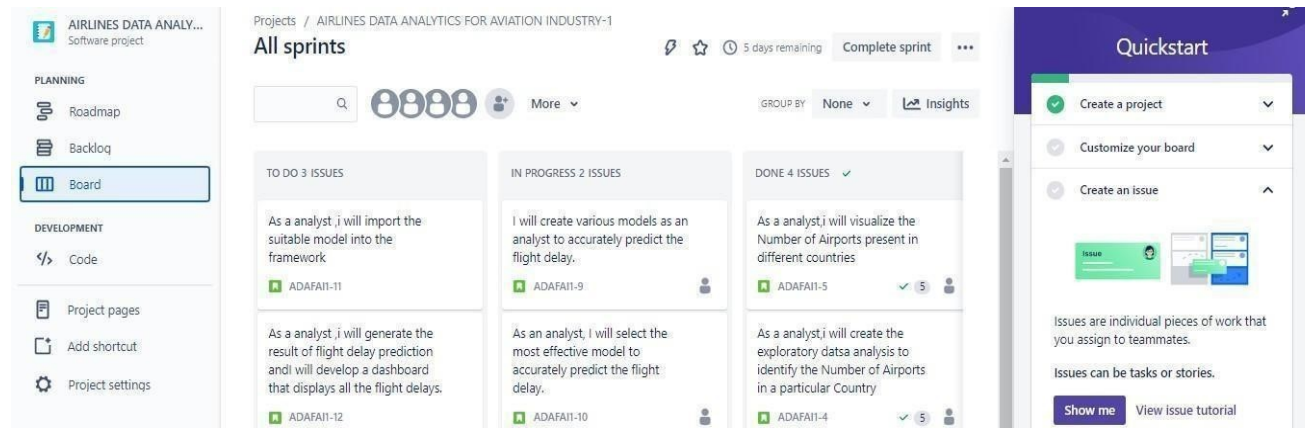 AIRLINES DATA ANALY...
Software project
PLANNING
Roadmap
Backlog
Board
DEVELOPMENT
Code
Project pages
Add shortcut
Project settings
Projects / AIRLINES DATA ANALYTICS FOR AVIATION INDUSTRY-1
All sprints
5 days remaining
Complete sprint
More
GROUP BY None
Insights
TO DO 3 ISSUES
As a analyst ,i will import the
suitable model into the
framework
ADAFAI1-11
As a analyst ,i will generate the
result of flight delay prediction
andI will develop a dashboard
that displays all the flight delays.
ADAFAI1-12
IN PROGRESS 2 ISSUES
I will create various models as an
analyst to accurately predict the
flight delay.
ADAFAI1-9
As an analyst, I will select the
most effective model to
accurately predict the flight
delay.
ADAFAI1-10
DONE 4 ISSUES
As a analyst,i will visualize the
Number of Airports present in
different countries
ADAFAI1-5
5
As a analyst,i will create the
exploratory datsa analysis to
identify the Number of Airports
in a particular Country
ADAFAI1-4
5
Quickstart
Create a project
Customize your board
Create an issue
Issue
Issues are individual pieces of work that
you assign to teammates.
Issues can be tasks or stories.
Show me
View issue tutorial